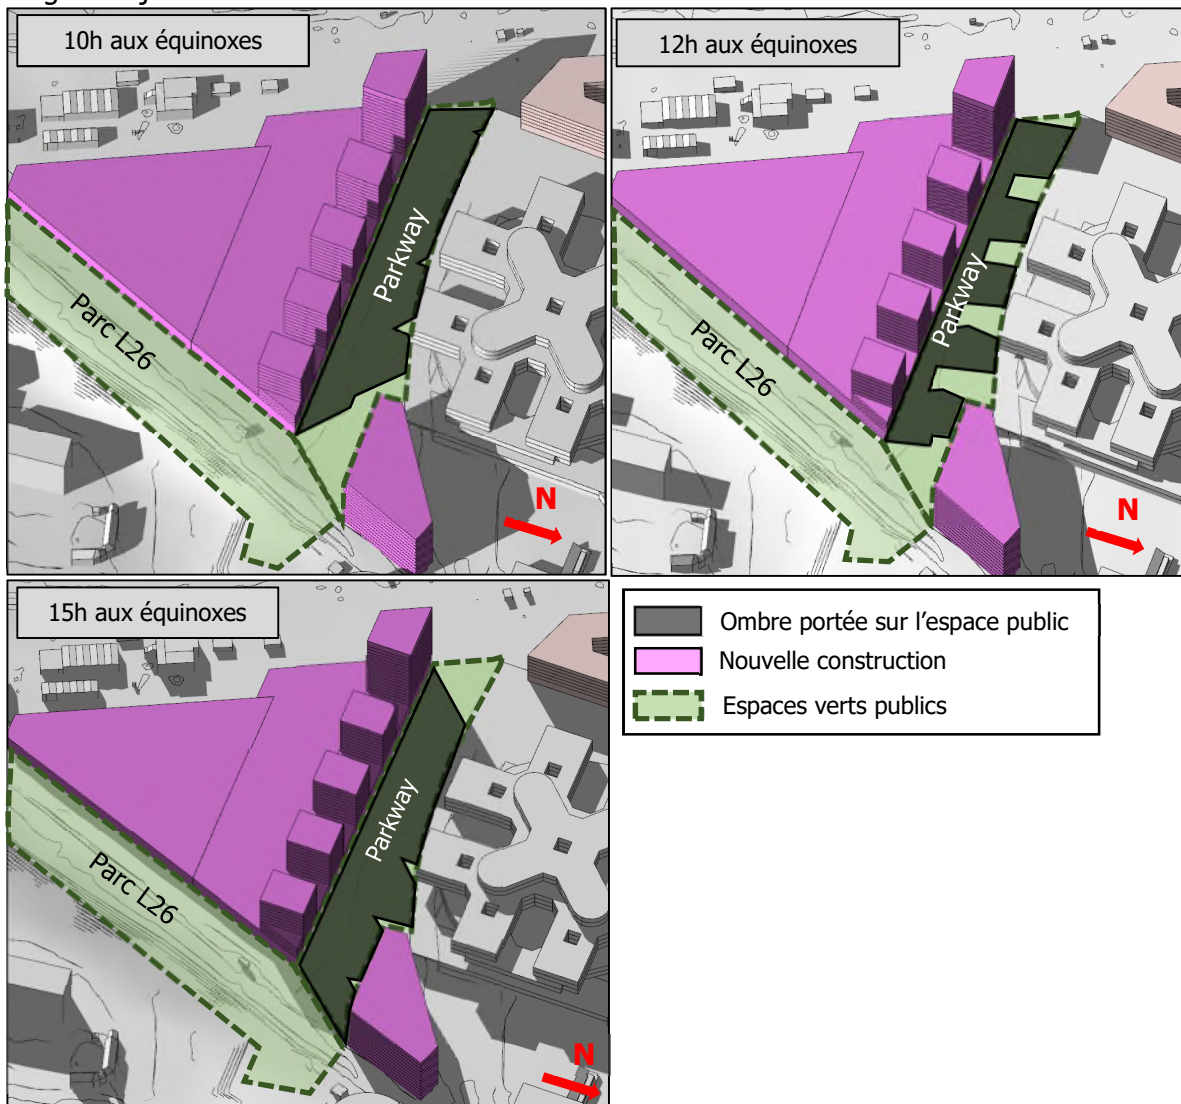 10h aux équinoxes
Parkway
Parc L26
N
12h aux équinoxes
Parkway
Parc L26
N
15h aux équinoxes
Parkway
Parc L26
N
Ombre portée sur l'espace public
Nouvelle construction
Espaces verts publics